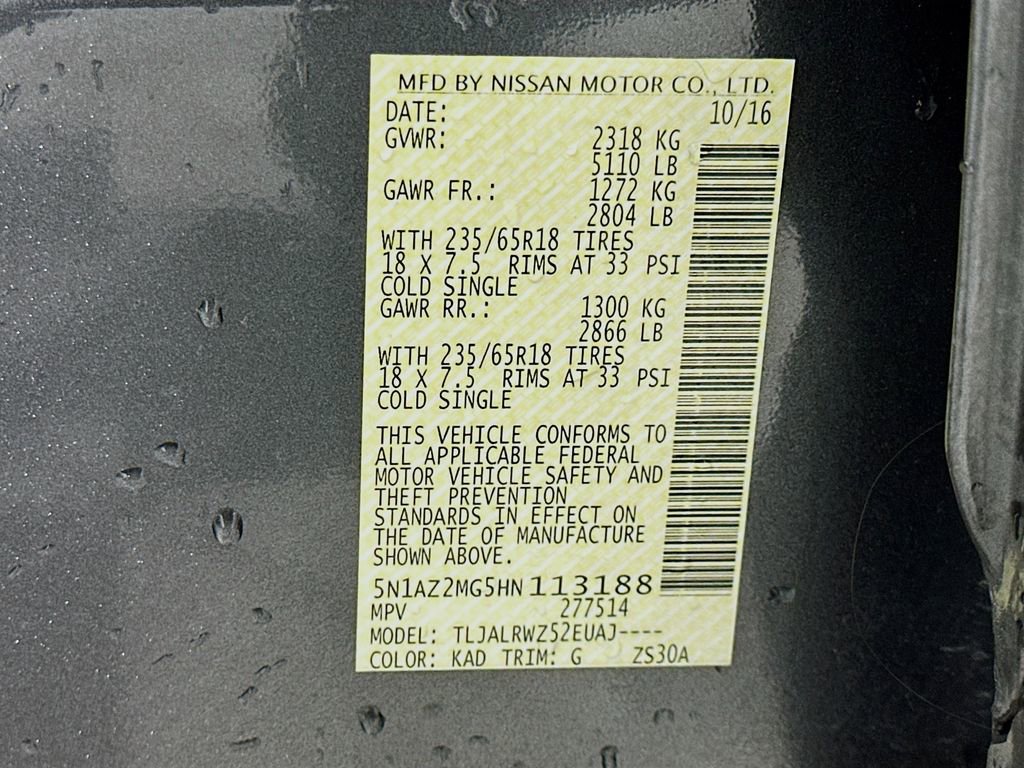 MFD BY NISSAN MOTOR CO., LTD.
DATE: 10/16
GVWR: 2318 KG
5110 LB
GAWR FR.: 1272 KG
2804 LB
WITH 235/65R18 TIRES
18 X 7.5 RIMS AT 33 PSI
COLD SINGLE
GAWR RR.: 1300 KG
2866 LB
WITH 235/65R18 TIRES
18 X 7.5 RIMS AT 33 PSI
COLD SINGLE
THIS VEHICLE CONFORMS TO
ALL APPLICABLE FEDERAL
MOTOR VEHICLE SAFETY AND
THEFT PREVENTION
STANDARDS IN EFFECT ON
THE DATE OF MANUFACTURE
SHOWN ABOVE.
5N1AZ2MG5HN113188
MPV 277514
MODEL: TLJALRWZ52EUAJ----
COLOR: KAD TRIM: G ZS30A